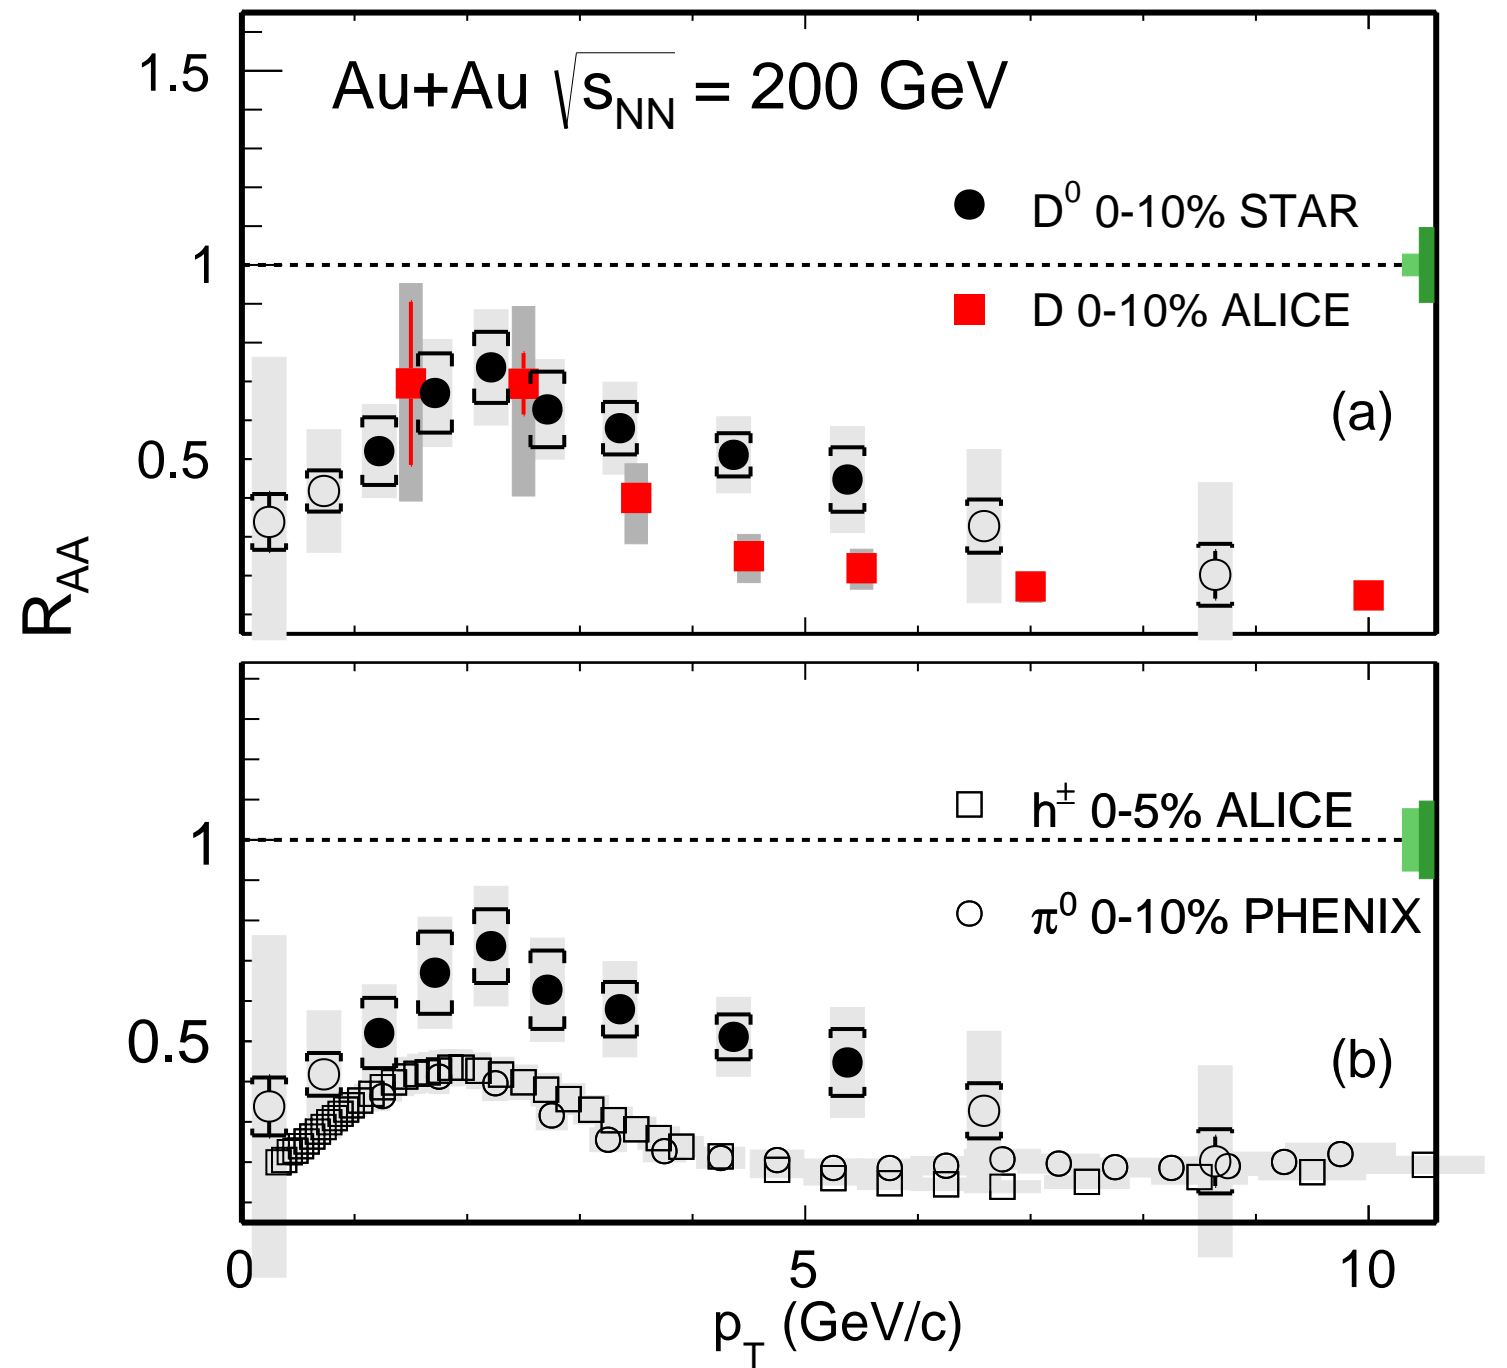 1.5
Au+Au √sNN = 200 GeV
D0 0-10% STAR
1
D 0-10% ALICE
(a)
0.5
RAA
h± 0-5% ALICE
1
π0 0-10% PHENIX
0.5
(b)
0
5
10
pT (GeV/c)